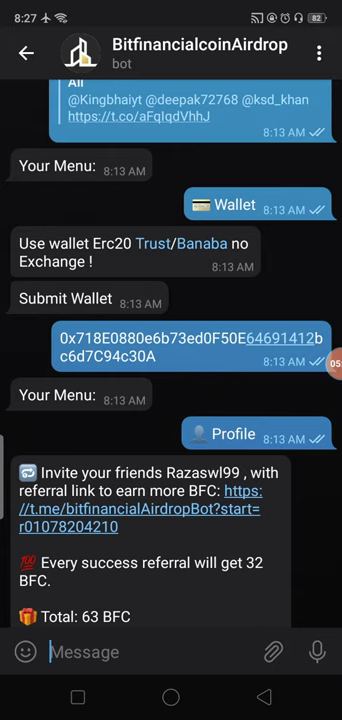 8:27
82
BitfinancialcoinAirdrop
bot
All
@Kingbhaiyt @deepak72768 @ksd_khan
https://t.co/aFqIqdVhhJ
8:13 AM
Your Menu: 8:13 AM
💳 Wallet 8:13 AM
Use wallet Erc20 Trust/Banaba no
Exchange !
8:13 AM
Submit Wallet 8:13 AM
0x718E0880e6b73ed0F50E64691412b
c6d7C94c30A
8:13 AM
Your Menu: 8:13 AM
👤 Profile 8:13 AM
🔁 Invite your friends Razaswl99 , with
referral link to earn more BFC: https:
//t.me/bitfinancialAirdropBot?start=
r01078204210
💯 Every success referral will get 32
BFC.
🎁 Total: 63 BFC
Message